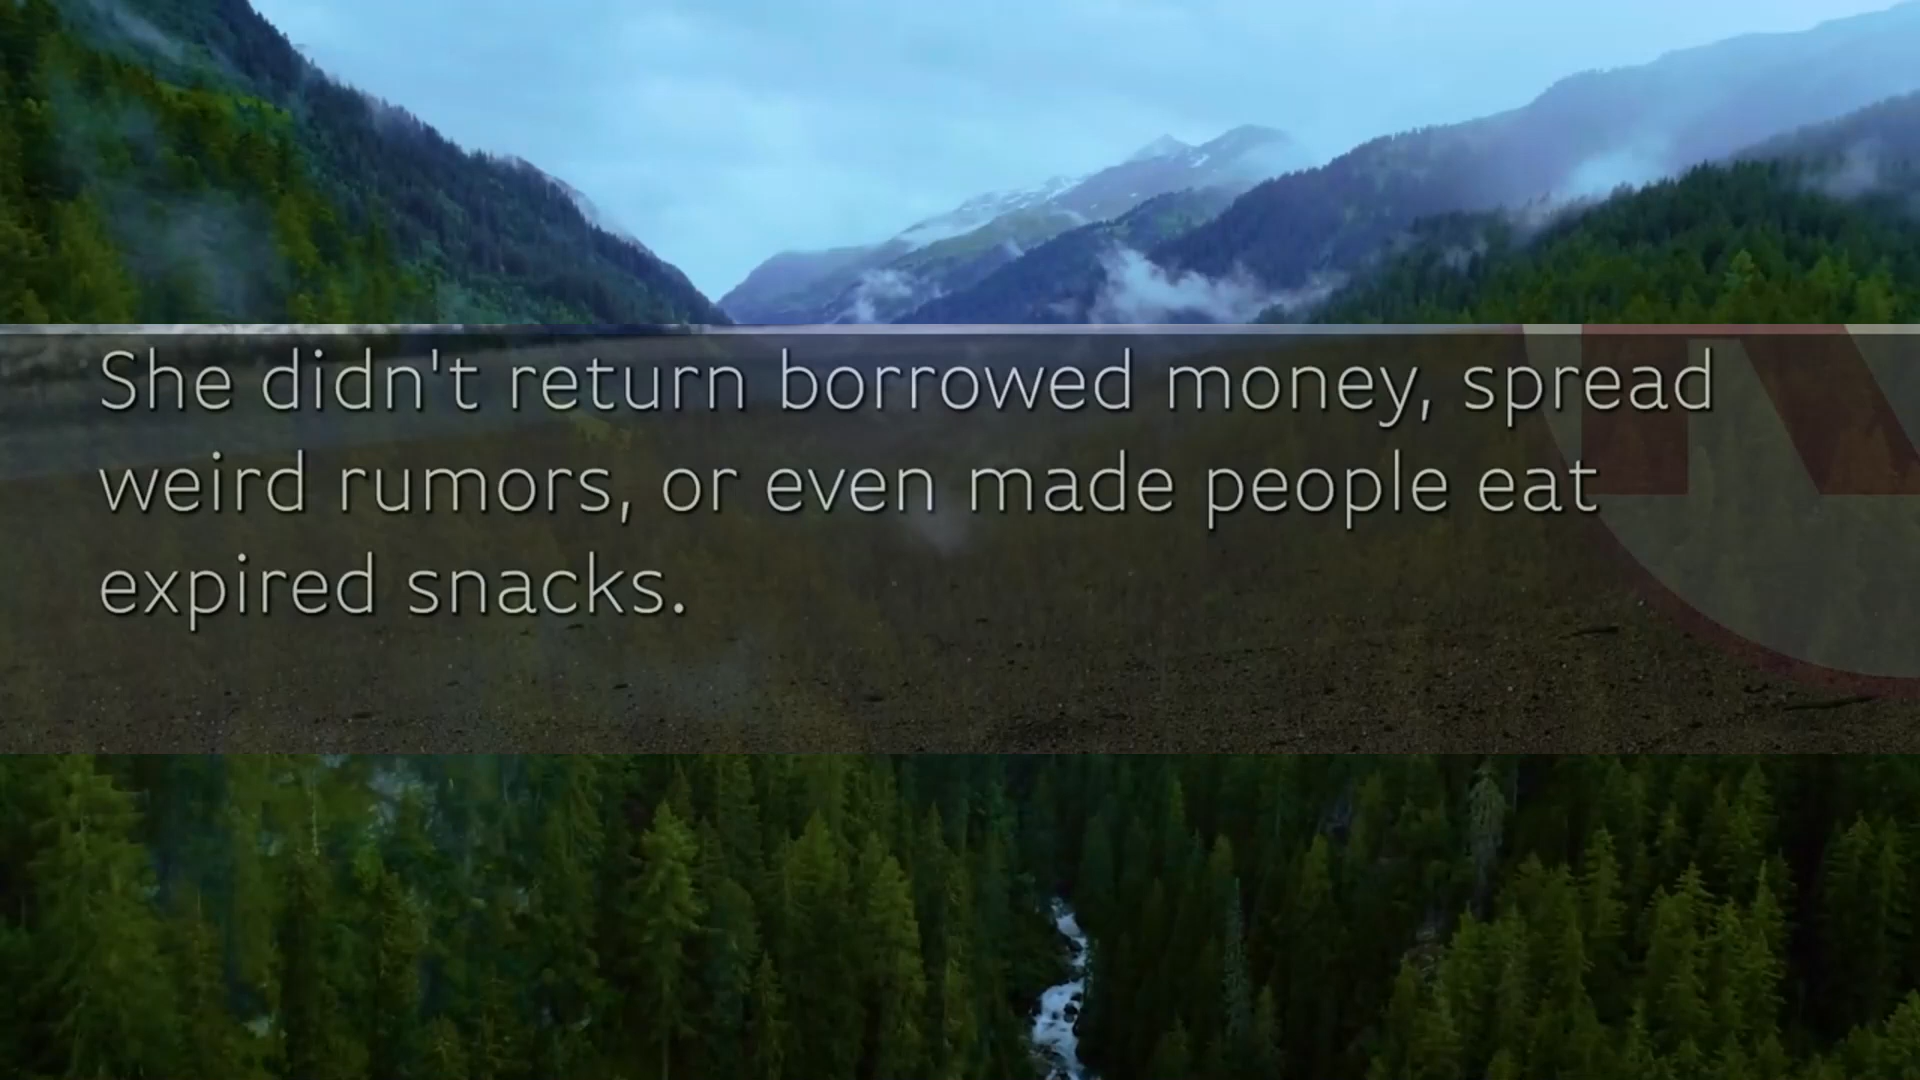 She didn't return borrowed money, spread
weird rumors, or even made people eat
expired snacks.